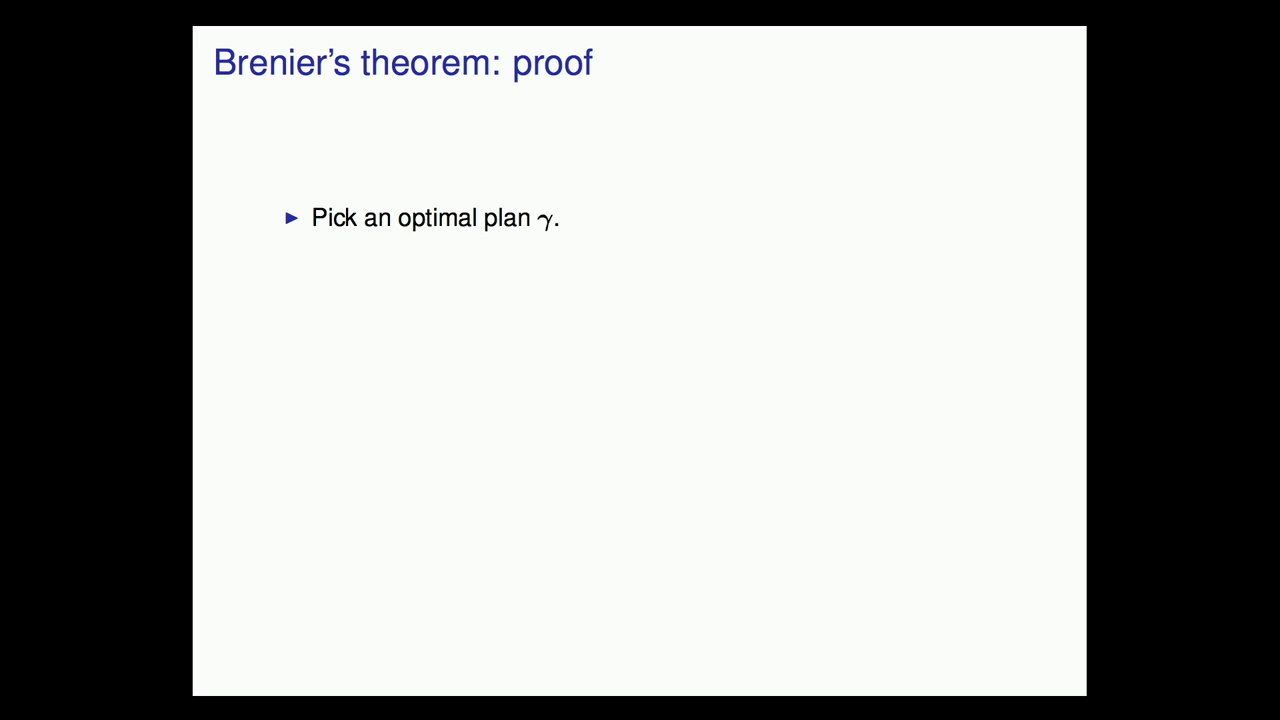 Brenier’s theorem: proof
▶ Pick an optimal plan γ.